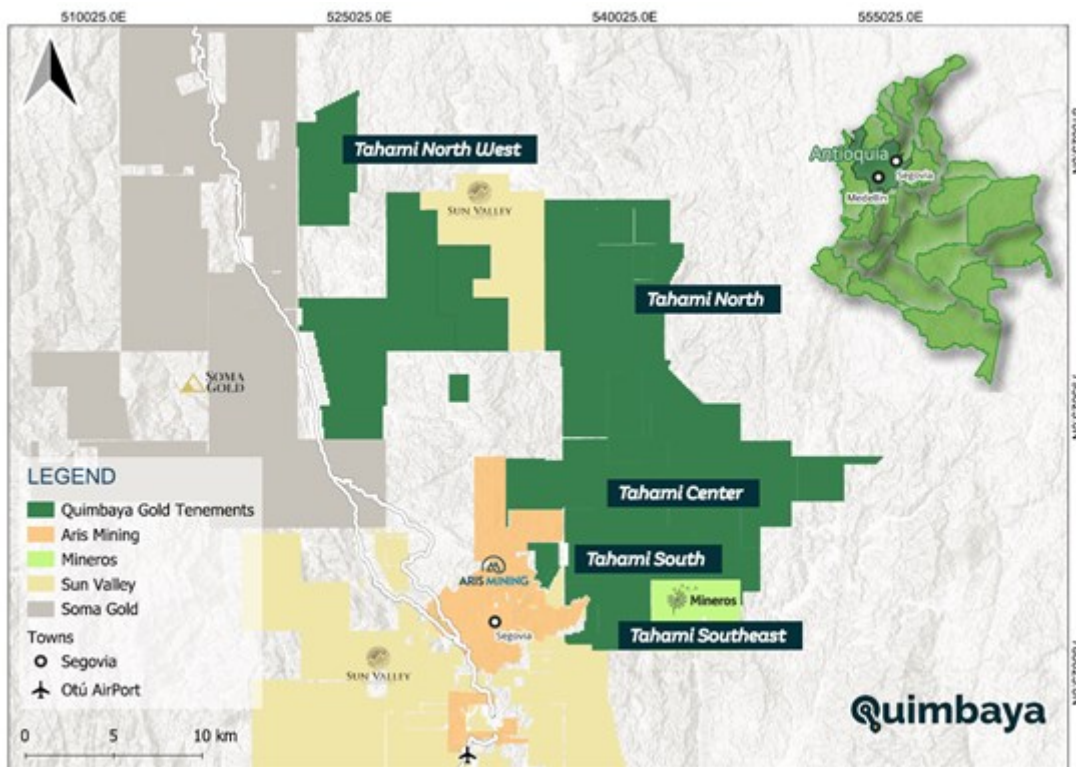 510025.0E 525025.0E 540025.0E 555025.0E
Tahami North West
SUN VALLEY
Antioquia
Segovia
Medellin
Tahami North
SOMA
GOLD
LEGEND
Quimbaya Gold Tenements
Aris Mining
Mineros
Sun Valley
Soma Gold
Towns
Segovia
Otú AirPort
0 5 10 km
Tahami Center
Tahami South
ARIS MINING
Mineros
Segovia
Tahami Southeast
SUN VALLEY
Quimbaya